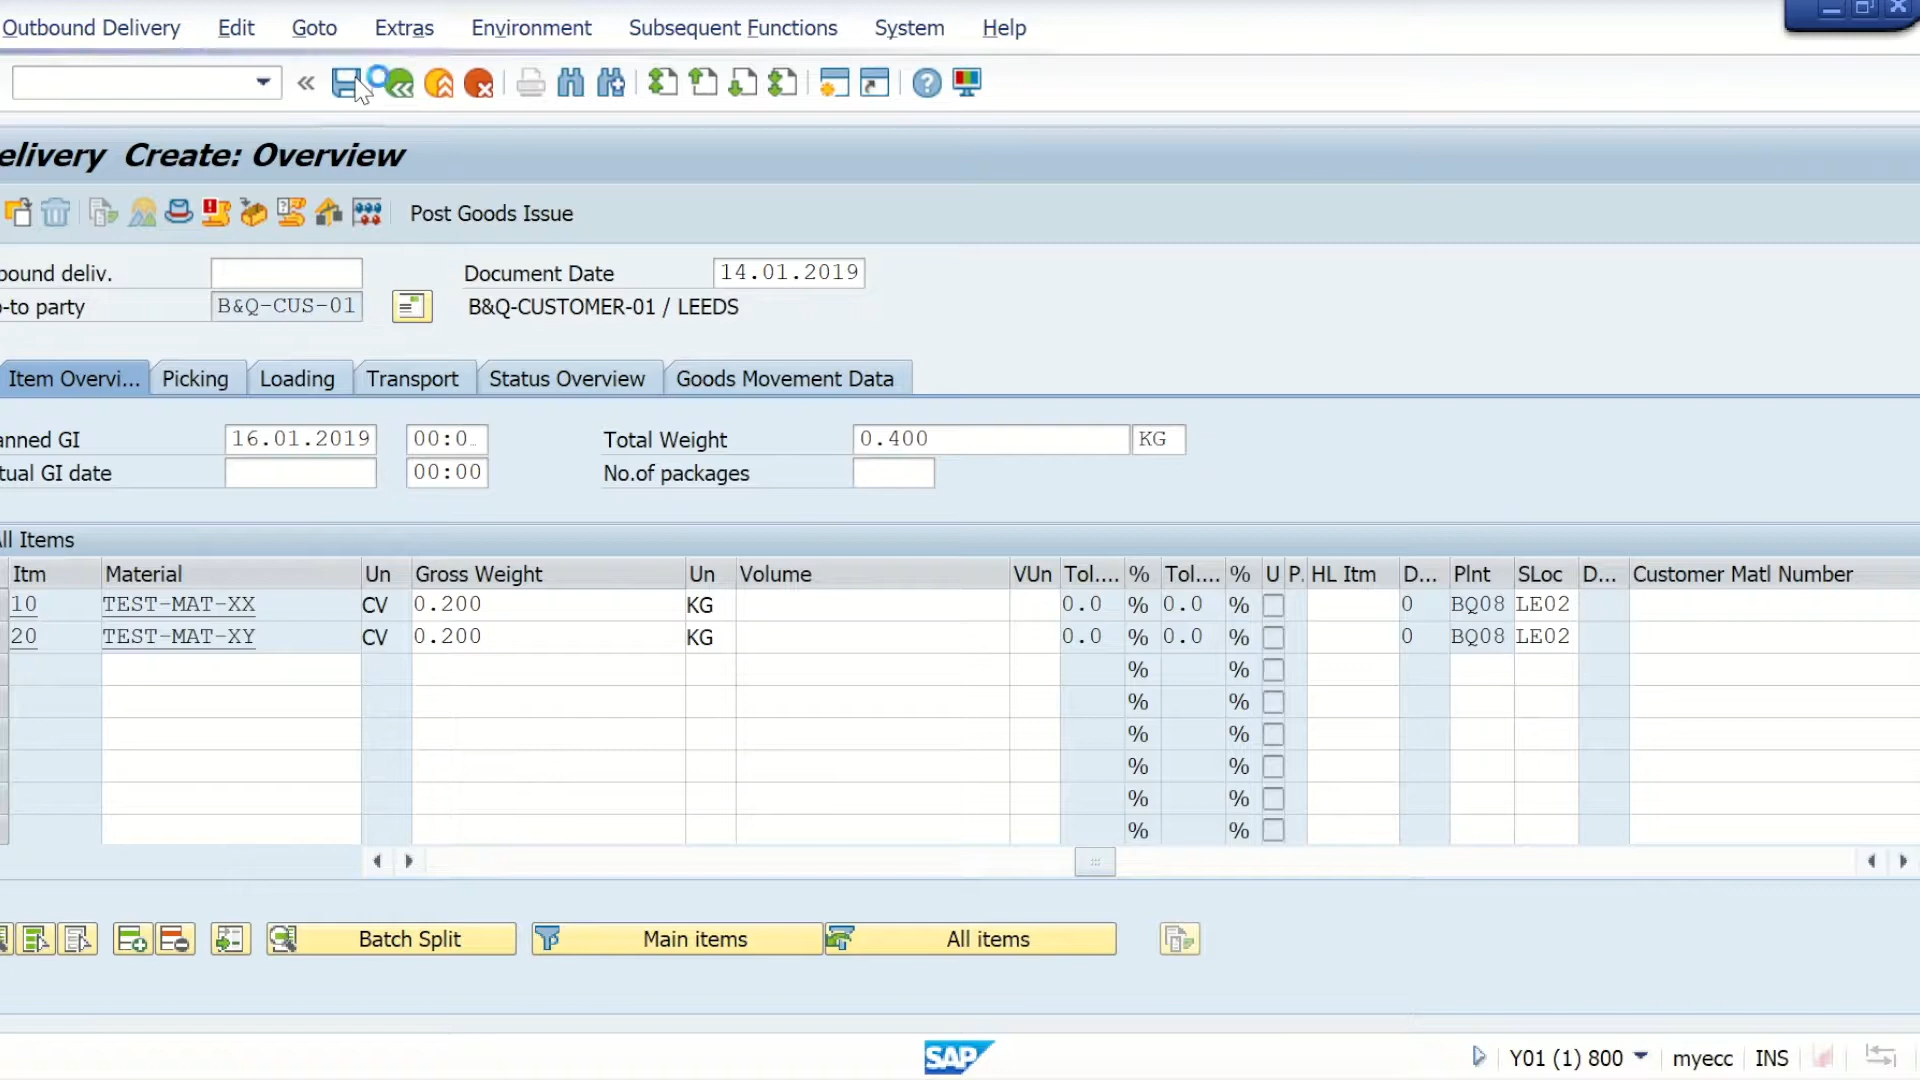 Outbound Delivery Edit Goto Extras Environment Subsequent Functions System Help
elivery Create: Overview
Post Goods Issue
bound deliv. Document Date 14.01.2019
o-to party B&Q-CUS-01 B&Q-CUSTOMER-01 / LEEDS
Item Overvi... Picking Loading Transport Status Overview Goods Movement Data
anned GI 16.01.2019 00:0.. Total Weight 0.400 KG
tual GI date 00:00 No.of packages
All Items
Itm Material Un Gross Weight Un Volume VUn Tol.... % Tol.... % U P. HL Itm D... Plnt SLoc D... Customer Matl Number
10 TEST-MAT-XX CV 0.200 KG 0.0 % 0.0 % 0 BQ08 LE02
20 TEST-MAT-XY CV 0.200 KG 0.0 % 0.0 % 0 BQ08 LE02
% %
% %
% %
% %
% %
% %
Batch Split Main items All items
SAP Y01 (1) 800 myecc INS